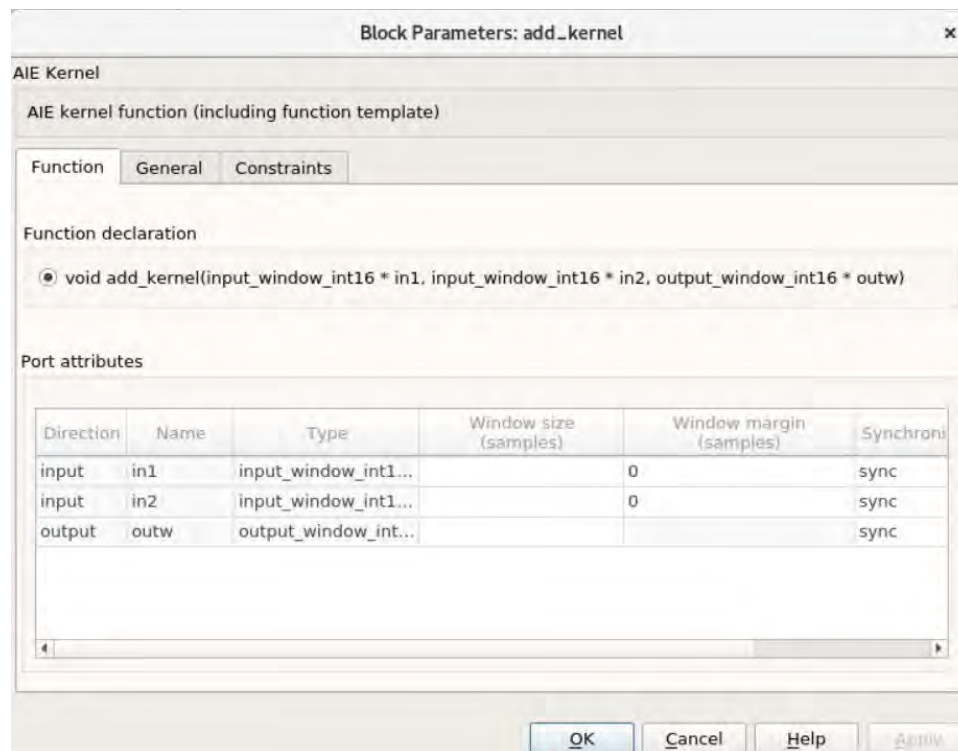 Block Parameters: add_kernel
×
AIE Kernel
AIE kernel function (including function template)
Function General Constraints
Function declaration
void add_kernel(input_window_int16 * in1, input_window_int16 * in2, output_window_int16 * outw)
Port attributes
Direction Name Type Window size (samples) Window margin (samples) Synchroni
input in1 input_window_int1... 0 sync
input in2 input_window_int1... 0 sync
output outw output_window_int... sync
OK Cancel Help Apply